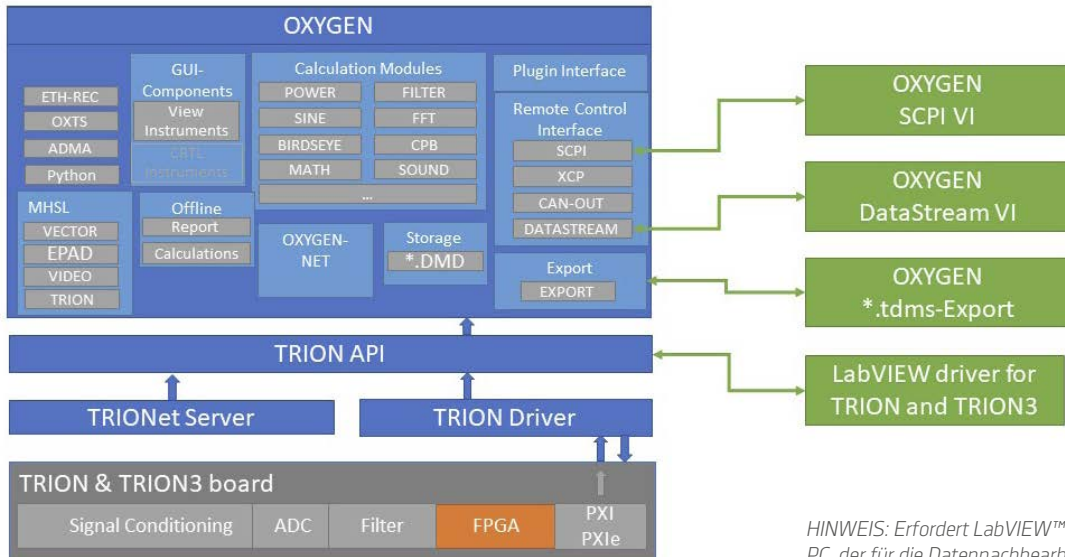 OXYGEN
ETH-REC
OXTS
ADMA
Python
GUI-
Components
View
Instruments
CRTL
Instruments
Calculation Modules
POWER
FILTER
SINE
FFT
BIRDSEYE
CPB
MATH
SOUND
...
Plugin Interface
Remote Control
Interface
SCPI
XCP
CAN-OUT
DATASTREAM
MHSL
VECTOR
EPAD
VIDEO
TRION
Offline
Report
Calculations
OXYGEN-
NET
Storage
*.DMD
Export
EXPORT
OXYGEN
SCPI VI
OXYGEN
DataStream VI
OXYGEN
*.tdms-Export
LabVIEW driver for
TRION and TRION3
TRION API
TRIONet Server
TRION Driver
TRION & TRION3 board
Signal Conditioning
ADC
Filter
FPGA
PXI
PXIe
HINWEIS: Erfordert LabVIEW™
PC, der für die Datennachbearb